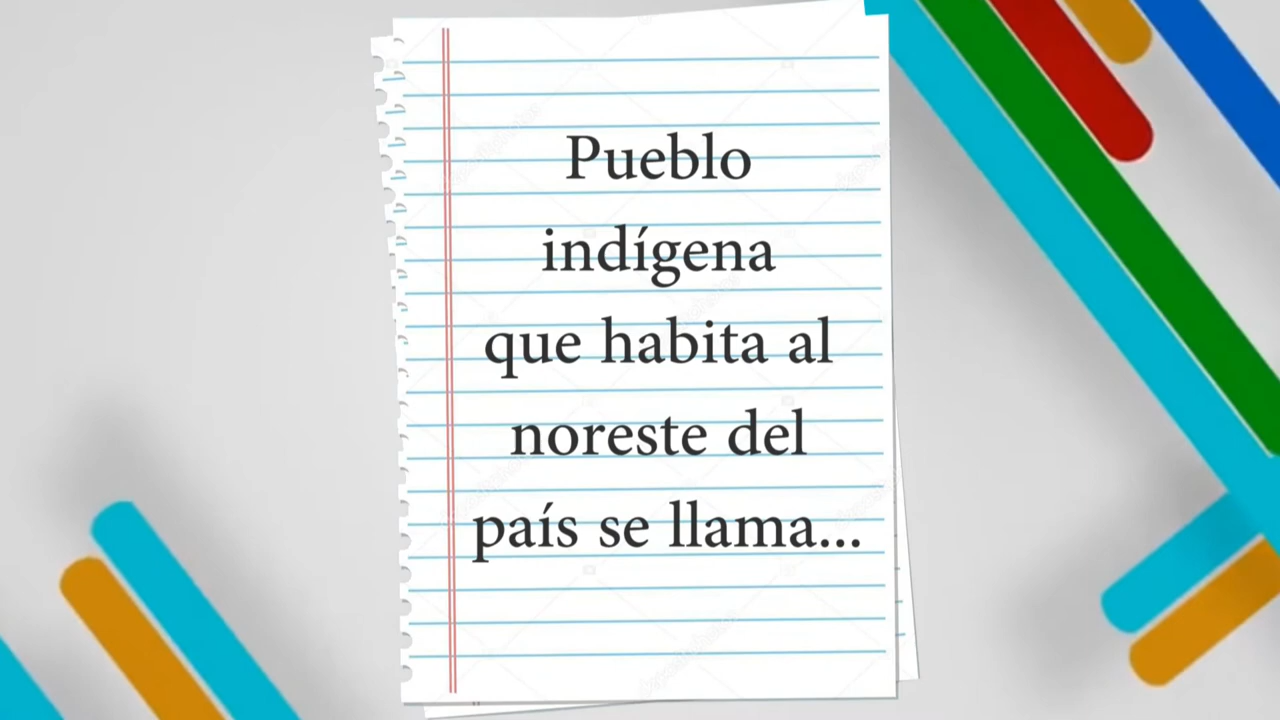 Pueblo
indígena
que habita al
noreste del
país se llama...